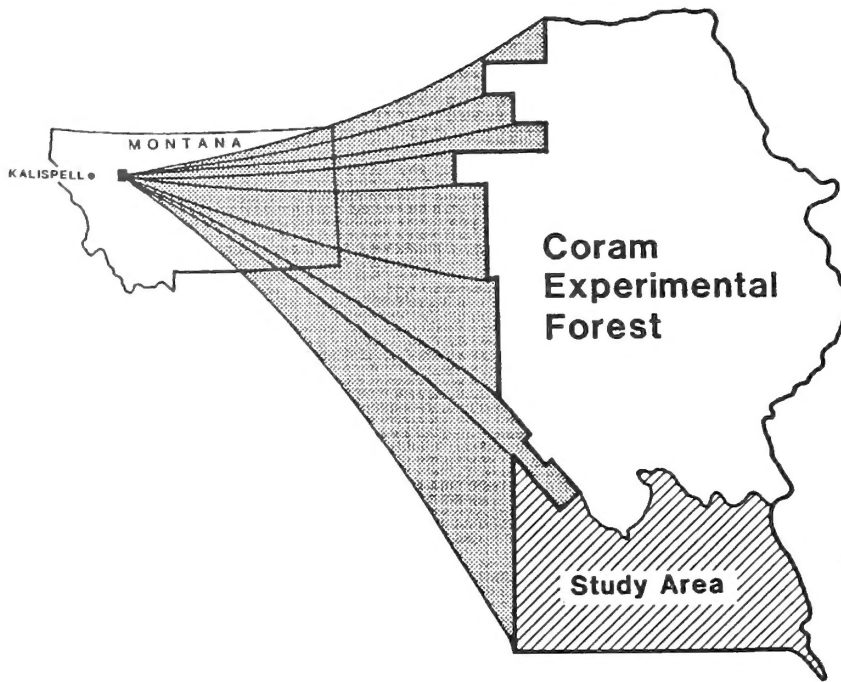 MONTANA
KALISPELL
Coram
Experimental
Forest
Study Area